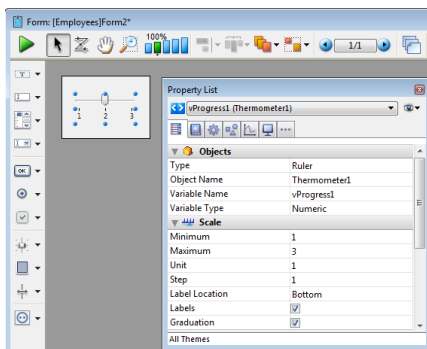 Form: [Employees]Form2*
100%
1/1
1 2 3
OK
Property List
vProgress1 (Thermometer1)
Objects
Type Ruler
Object Name Thermometer1
Variable Name vProgress1
Variable Type Numeric
Scale
Minimum 1
Maximum 3
Unit 1
Step 1
Label Location Bottom
Labels
Graduation
All Themes